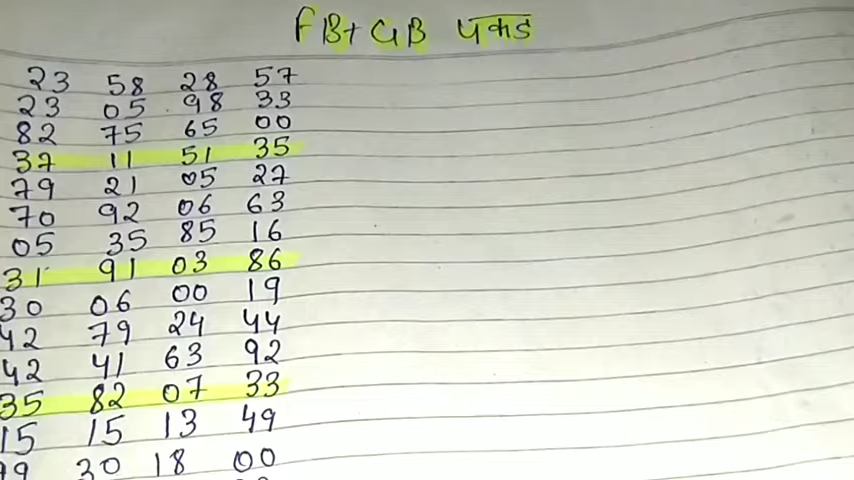 FB+GB पकड
23 58 28 57
23 05 98 33
82 75 65 00
37 11 51 35
79 21 05 27
70 92 06 63
05 35 85 16
31 91 03 86
30 06 00 19
42 79 24 44
42 41 63 92
35 82 07 33
15 15 13 49
30 18 00